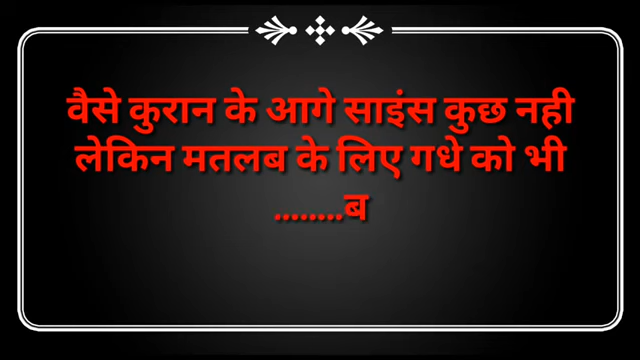 वैसे कुरान के आगे साइंस कुछ नही
लेकिन मतलब के लिए गधे को भी
........ब